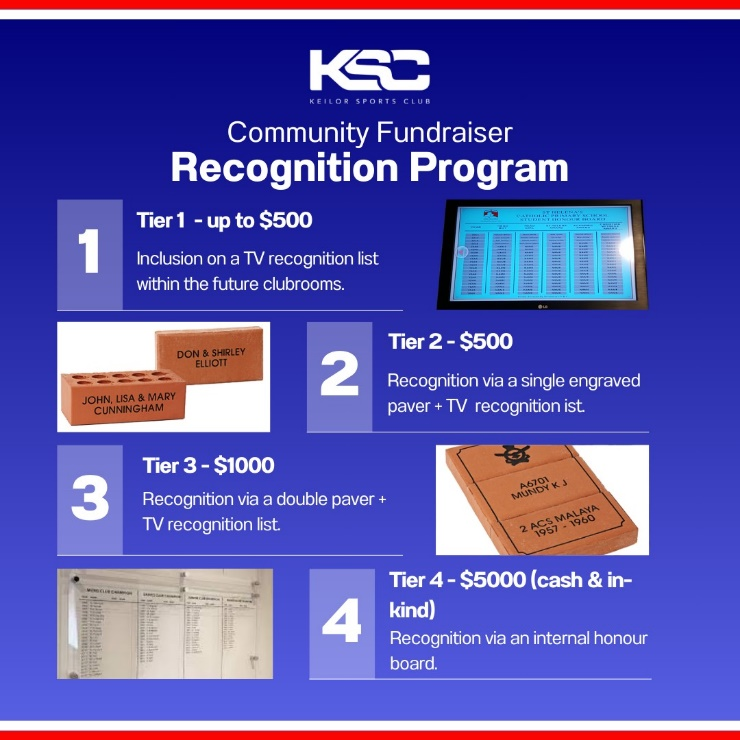 KSC
KEILOR SPORTS CLUB
Community Fundraiser
Recognition Program
1
Tier 1 - up to $500
Inclusion on a TV recognition list
within the future clubrooms.
LG
DON & SHIRLEY
ELLIOTT
JOHN, LISA & MARY
CUNNINGHAM
2
Tier 2 - $500
Recognition via a single engraved
paver + TV  recognition ist.
3
Tier 3 - $1000
Recognition via a double paver +
TV recognition list.
A6701
MUNDY K J
2 ACS MALAYA
1957 - 1960
4
Tier 4 - $5000 (cash & in-
kind)
Recognition via an internal honour
board.